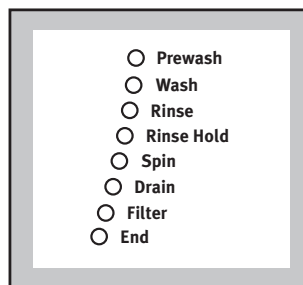 Prewash
Wash
Rinse
Rinse Hold
Spin
Drain
Filter
End